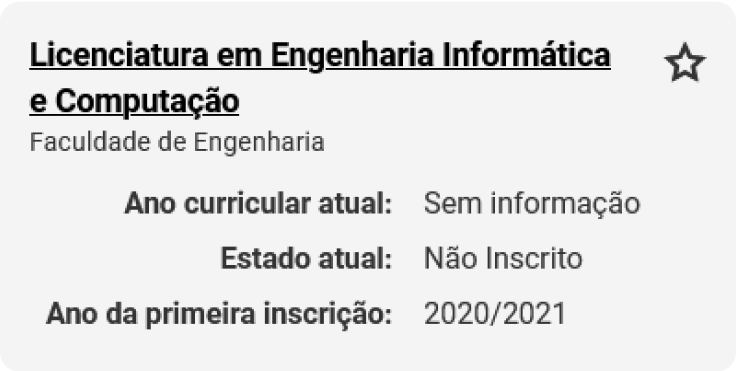 Licenciatura em Engenharia Informática
e Computação
Faculdade de Engenharia
Ano curricular atual: Sem informação
Estado atual: Não Inscrito
Ano da primeira inscrição: 2020/2021